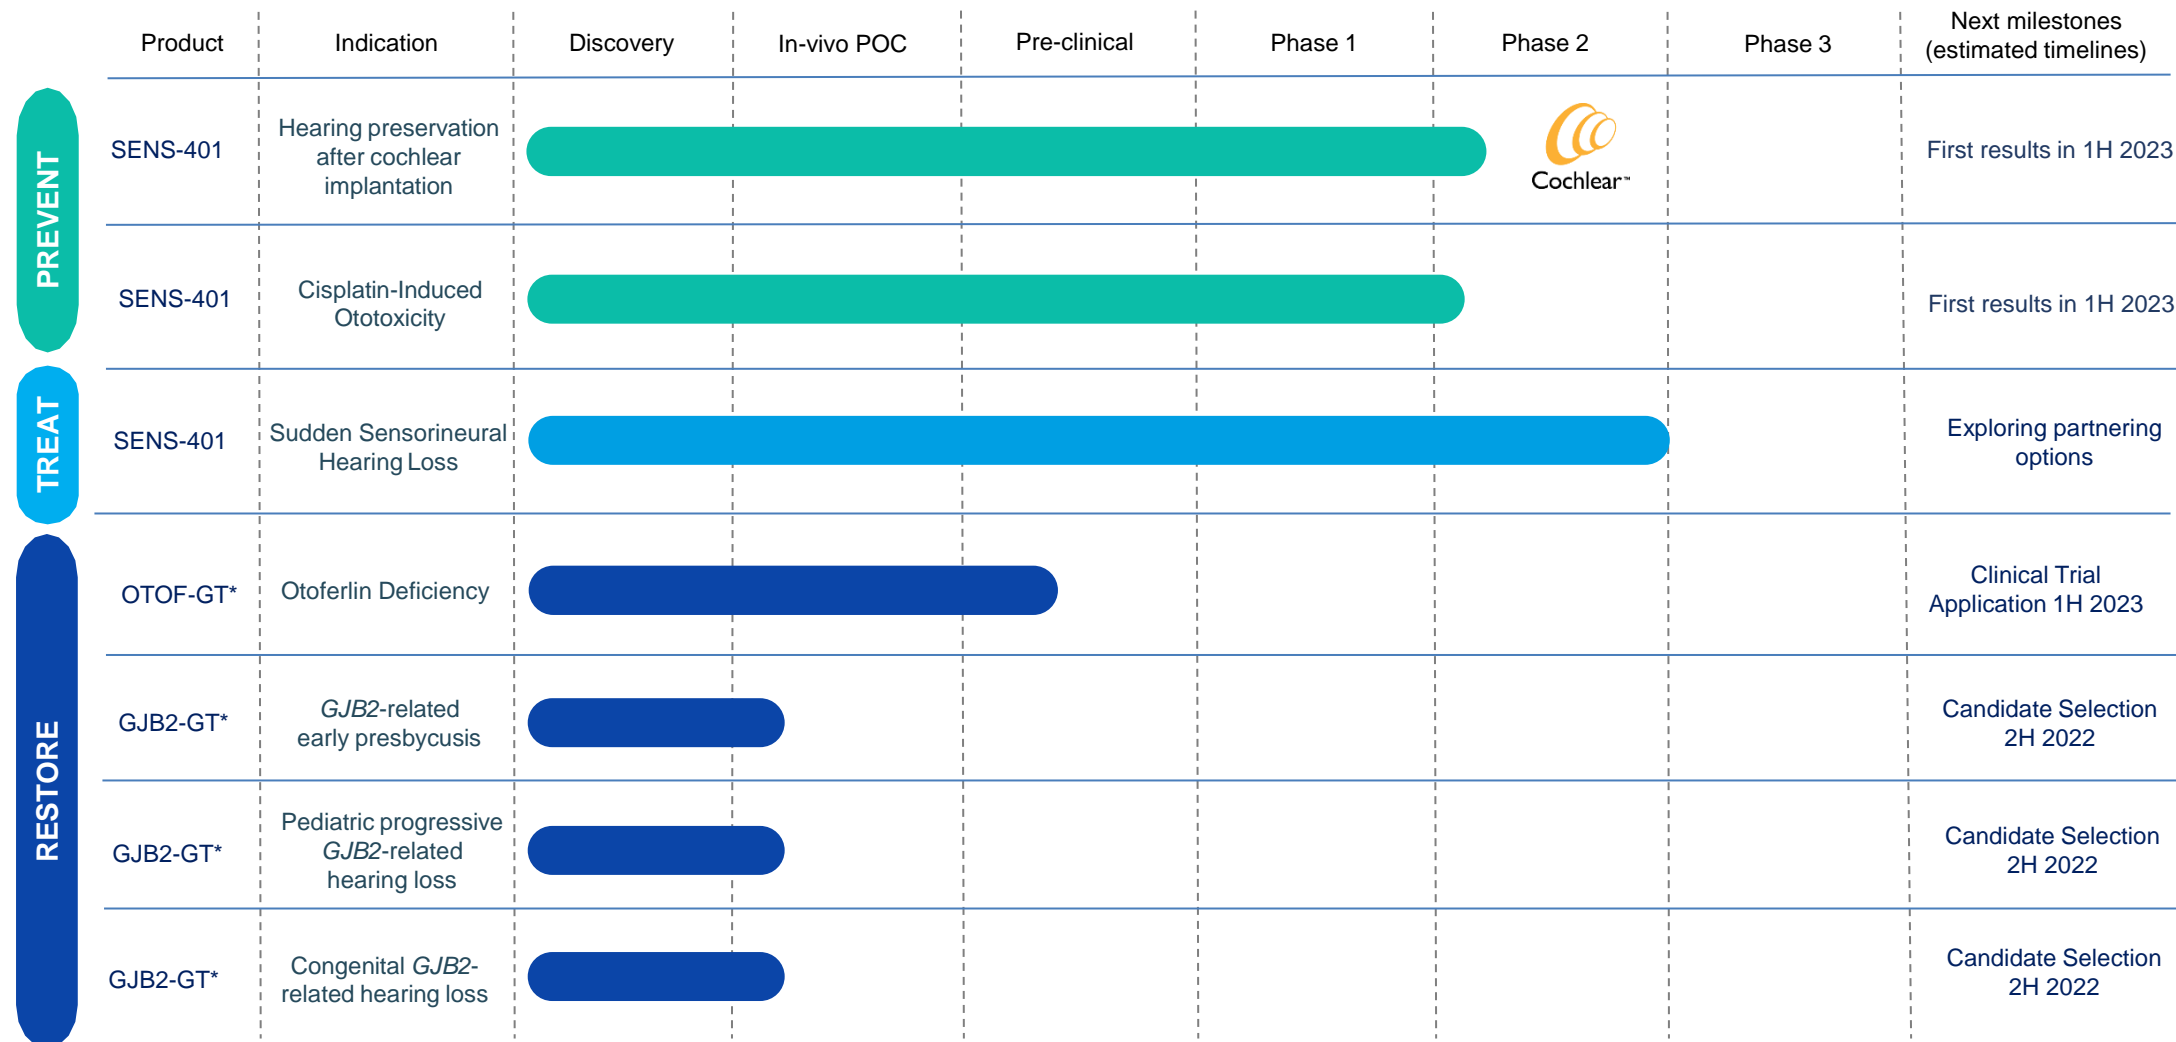 Product
Indication
Discovery
In-vivo POC
Pre-clinical
Phase 1
Phase 2
Phase 3
Next milestones
(estimated timelines)
PREVENT
SENS-401
Hearing preservation
after cochlear
implantation
Cochlear™
First results in 1H 2023
SENS-401
Cisplatin-Induced
Ototoxicity
First results in 1H 2023
TREAT
SENS-401
Sudden Sensorineural
Hearing Loss
Exploring partnering
options
RESTORE
OTOF-GT*
Otoferlin Deficiency
Clinical Trial
Application 1H 2023
GJB2-GT*
GJB2-related
early presbycusis
Candidate Selection
2H 2022
GJB2-GT*
Pediatric progressive
GJB2-related
hearing loss
Candidate Selection
2H 2022
GJB2-GT*
Congenital GJB2-
related hearing loss
Candidate Selection
2H 2022